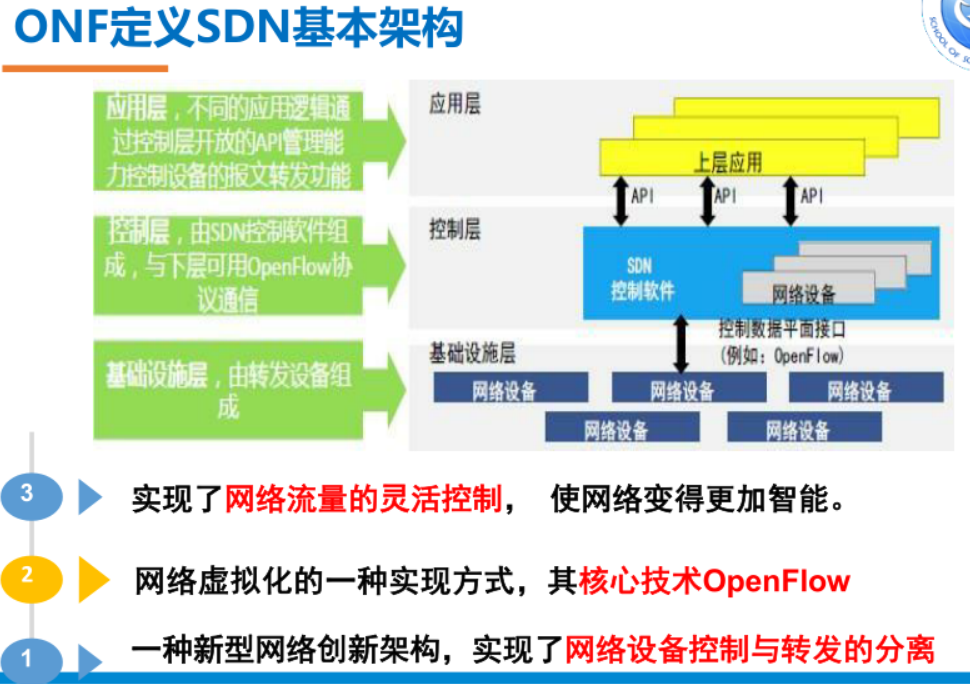 ONF定义SDN基本架构
SCHOOL OF
应用层，不同的应用逻辑通
过控制层开放的API管理能
力控制设备的报文转发功能
应用层
上层应用
API
API
API
控制层，由SDN控制软件组
成，与下层可用OpenFlow协
议通信
控制层
SDN
控制软件
网络设备
控制数据平面接口
(例如：OpenFlow)
基础设施层，由转发设备组
成
基础设施层
网络设备
网络设备
网络设备
网络设备
网络设备
3
实现了网络流量的灵活控制， 使网络变得更加智能。
2
网络虚拟化的一种实现方式，其核心技术OpenFlow
1
一种新型网络创新架构，实现了网络设备控制与转发的分离